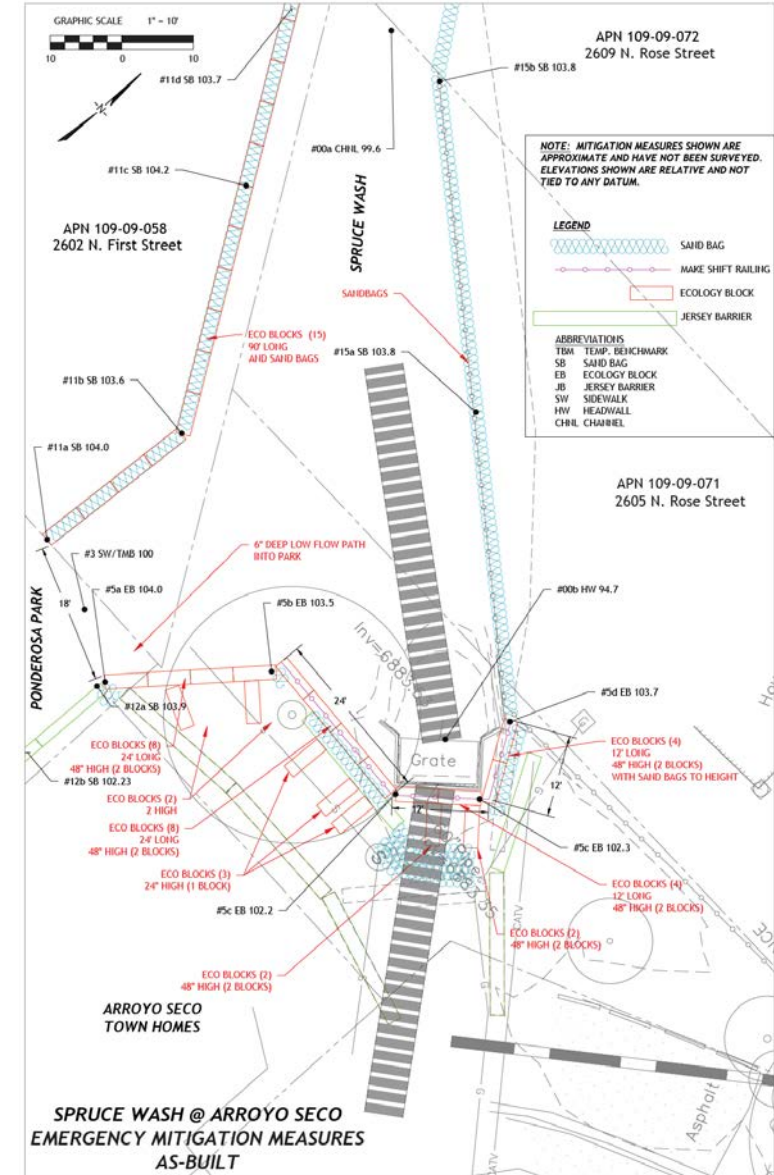 GRAPHIC SCALE 1" - 10'
10 0 10
N
APN 109-09-072
2609 N. Rose Street
#11d SB 103.7
#15b SB 103.8
#00a CHNL 99.6
NOTE: MITIGATION MEASURES SHOWN ARE
APPROXIMATE AND HAVE NOT BEEN SURVEYED.
ELEVATIONS SHOWN ARE RELATIVE AND NOT
TIED TO ANY DATUM.
LEGEND
SAND BAG
MAKE SHIFT RAILING
ECOLOGY BLOCK
JERSEY BARRIER
ABBREVIATIONS
TBM TEMP. BENCHMARK
SB SAND BAG
EB ECOLOGY BLOCK
JB JERSEY BARRIER
SW SIDEWALK
HW HEADWALL
CHNL CHANNEL
#11c SB 104.2
APN 109-09-058
2602 N. First Street
SPRUCE WASH
SANDBAGS
ECO BLOCKS (15)
90' LONG
AND SAND BAGS
#15a SB 103.8
#11b SB 103.6
#11a SB 104.0
APN 109-09-071
2605 N. Rose Street
6" DEEP LOW FLOW PATH
INTO PARK
#3 SW/TMB 100
#5a EB 104.0
18'
PONDEROSA PARK
#5b EB 103.5
#00b HW 94.7
24'
#5d EB 103.7
#12a SB 103.9
#12b SB 102.23
Grate
ECO BLOCKS (8)
24' LONG
48" HIGH (2 BLOCKS)
ECO BLOCKS (2)
2 HIGH
ECO BLOCKS (8)
24' LONG
48" HIGH (2 BLOCKS)
ECO BLOCKS (3)
24" HIGH (1 BLOCK)
ECO BLOCKS (4)
12' LONG
48" HIGH (2 BLOCKS)
WITH SAND BAGS TO HEIGHT
12'
12'
G
#5c EB 102.3
ECO BLOCKS (4)
12' LONG
48" HIGH (2 BLOCKS)
S
#5c EB 102.2
ECO BLOCKS (2)
48" HIGH (2 BLOCKS)
ECO BLOCKS (2)
48" HIGH (2 BLOCKS)
CATV
G
ARROYO SECO
TOWN HOMES
Asphalt
G
CATV
SPRUCE WASH @ ARROYO SECO
EMERGENCY MITIGATION MEASURES
AS-BUILT